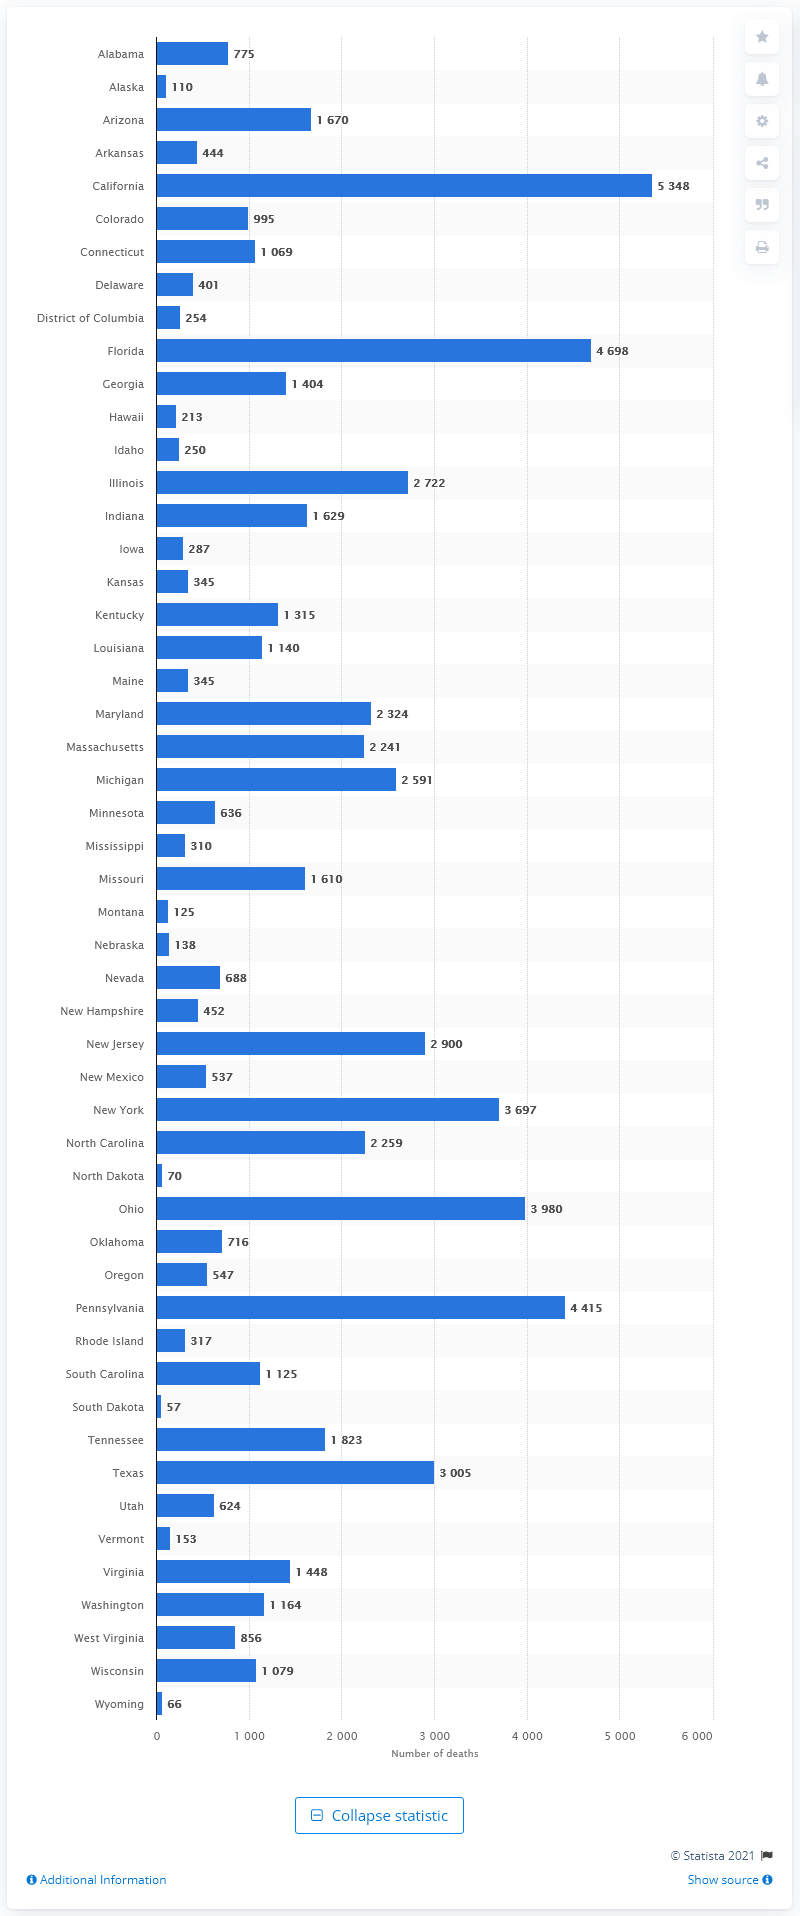 Alabama 775
Alaska 110
Arizona 1 670
Arkansas 444
California 5 348
Colorado 995
Connecticut 1 069
Delaware 401
District of Columbia 254
Florida 4 698
Georgia 1 404
Hawaii 213
Idaho 250
Illinois 2 722
Indiana 1 629
Iowa 287
Kansas 345
Kentucky 1 315
Louisiana 1 140
Maine 345
Maryland 2 324
Massachusetts 2 241
Michigan 2 591
Minnesota 636
Mississippi 310
Missouri 1 610
Montana 125
Nebraska 138
Nevada 688
New Hampshire 452
New Jersey 2 900
New Mexico 537
New York 3 697
North Carolina 2 259
North Dakota 70
Ohio 3 980
Oklahoma 716
Oregon 547
Pennsylvania 4 415
Rhode Island 317
South Carolina 1 125
South Dakota 57
Tennessee 1 823
Texas 3 005
Utah 624
Vermont 153
Virginia 1 448
Washington 1 164
West Virginia 856
Wisconsin 1 079
Wyoming 66
0 1 000 2 000 3 000 4 000 5 000 6 000
Number of deaths
Collapse statistic
© Statista 2021
Additional Information Show source